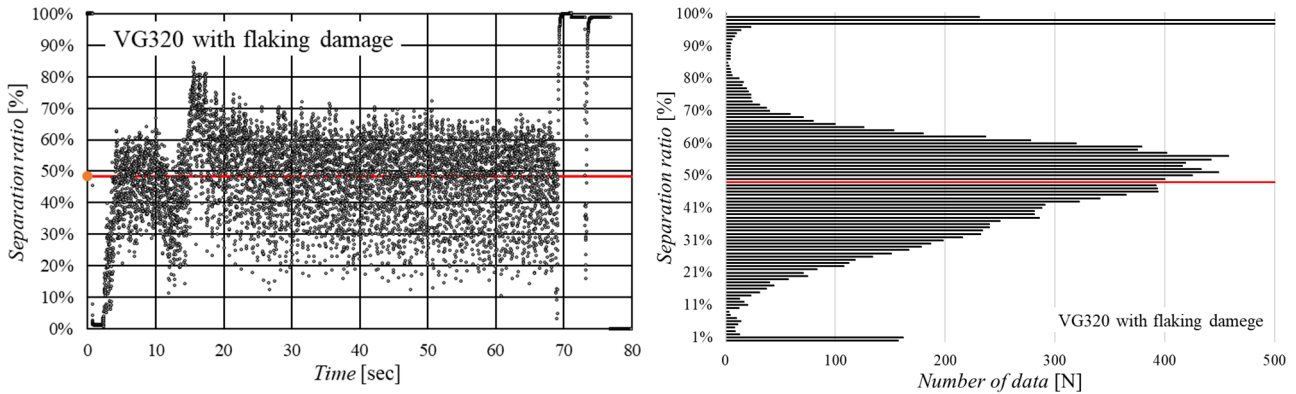 100%
90%
80%
70%
60%
50%
40%
30%
20%
10%
0%
Separation ratio [%]
VG320 with flaking damage
0 10 20 30 40 50 60 70 80
Time [sec]
100%
90%
80%
70%
60%
50%
41%
31%
21%
11%
1%
Separation ratio [%]
VG320 with flaking damege
0 100 200 300 400 500
Number of data [N]